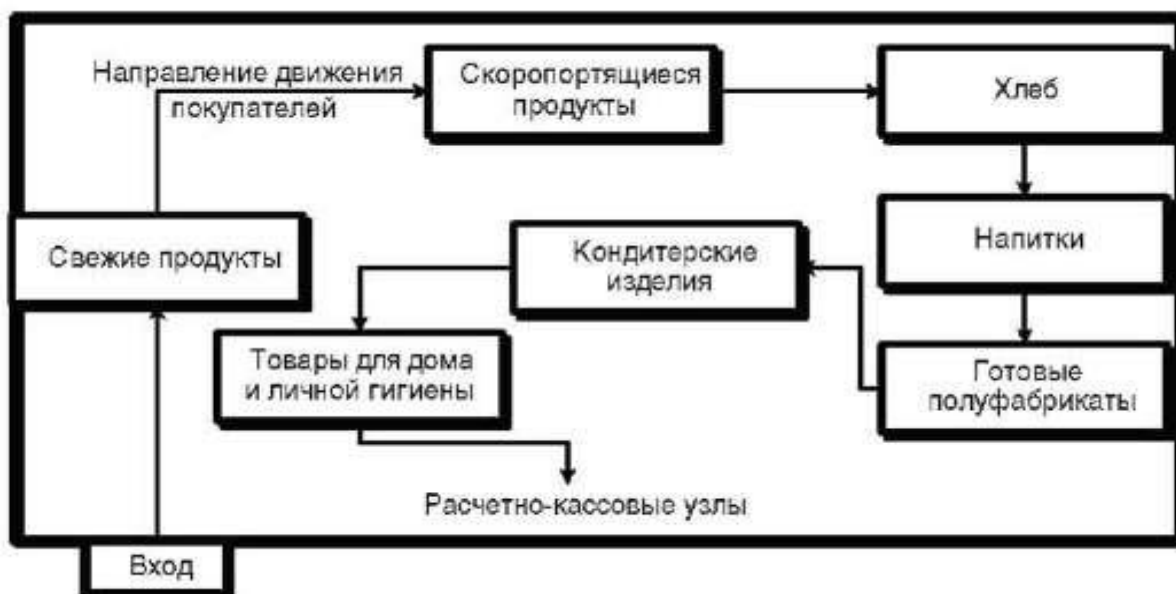 Направление движения
покупателей
Скоропортящиеся
продукты
Хлеб
Свежие продукты
Кондитерские
изделия
Напитки
Товары для дома
и личной гигиены
Готовые
полуфабрикаты
Расчетно-кассовые узлы
Вход